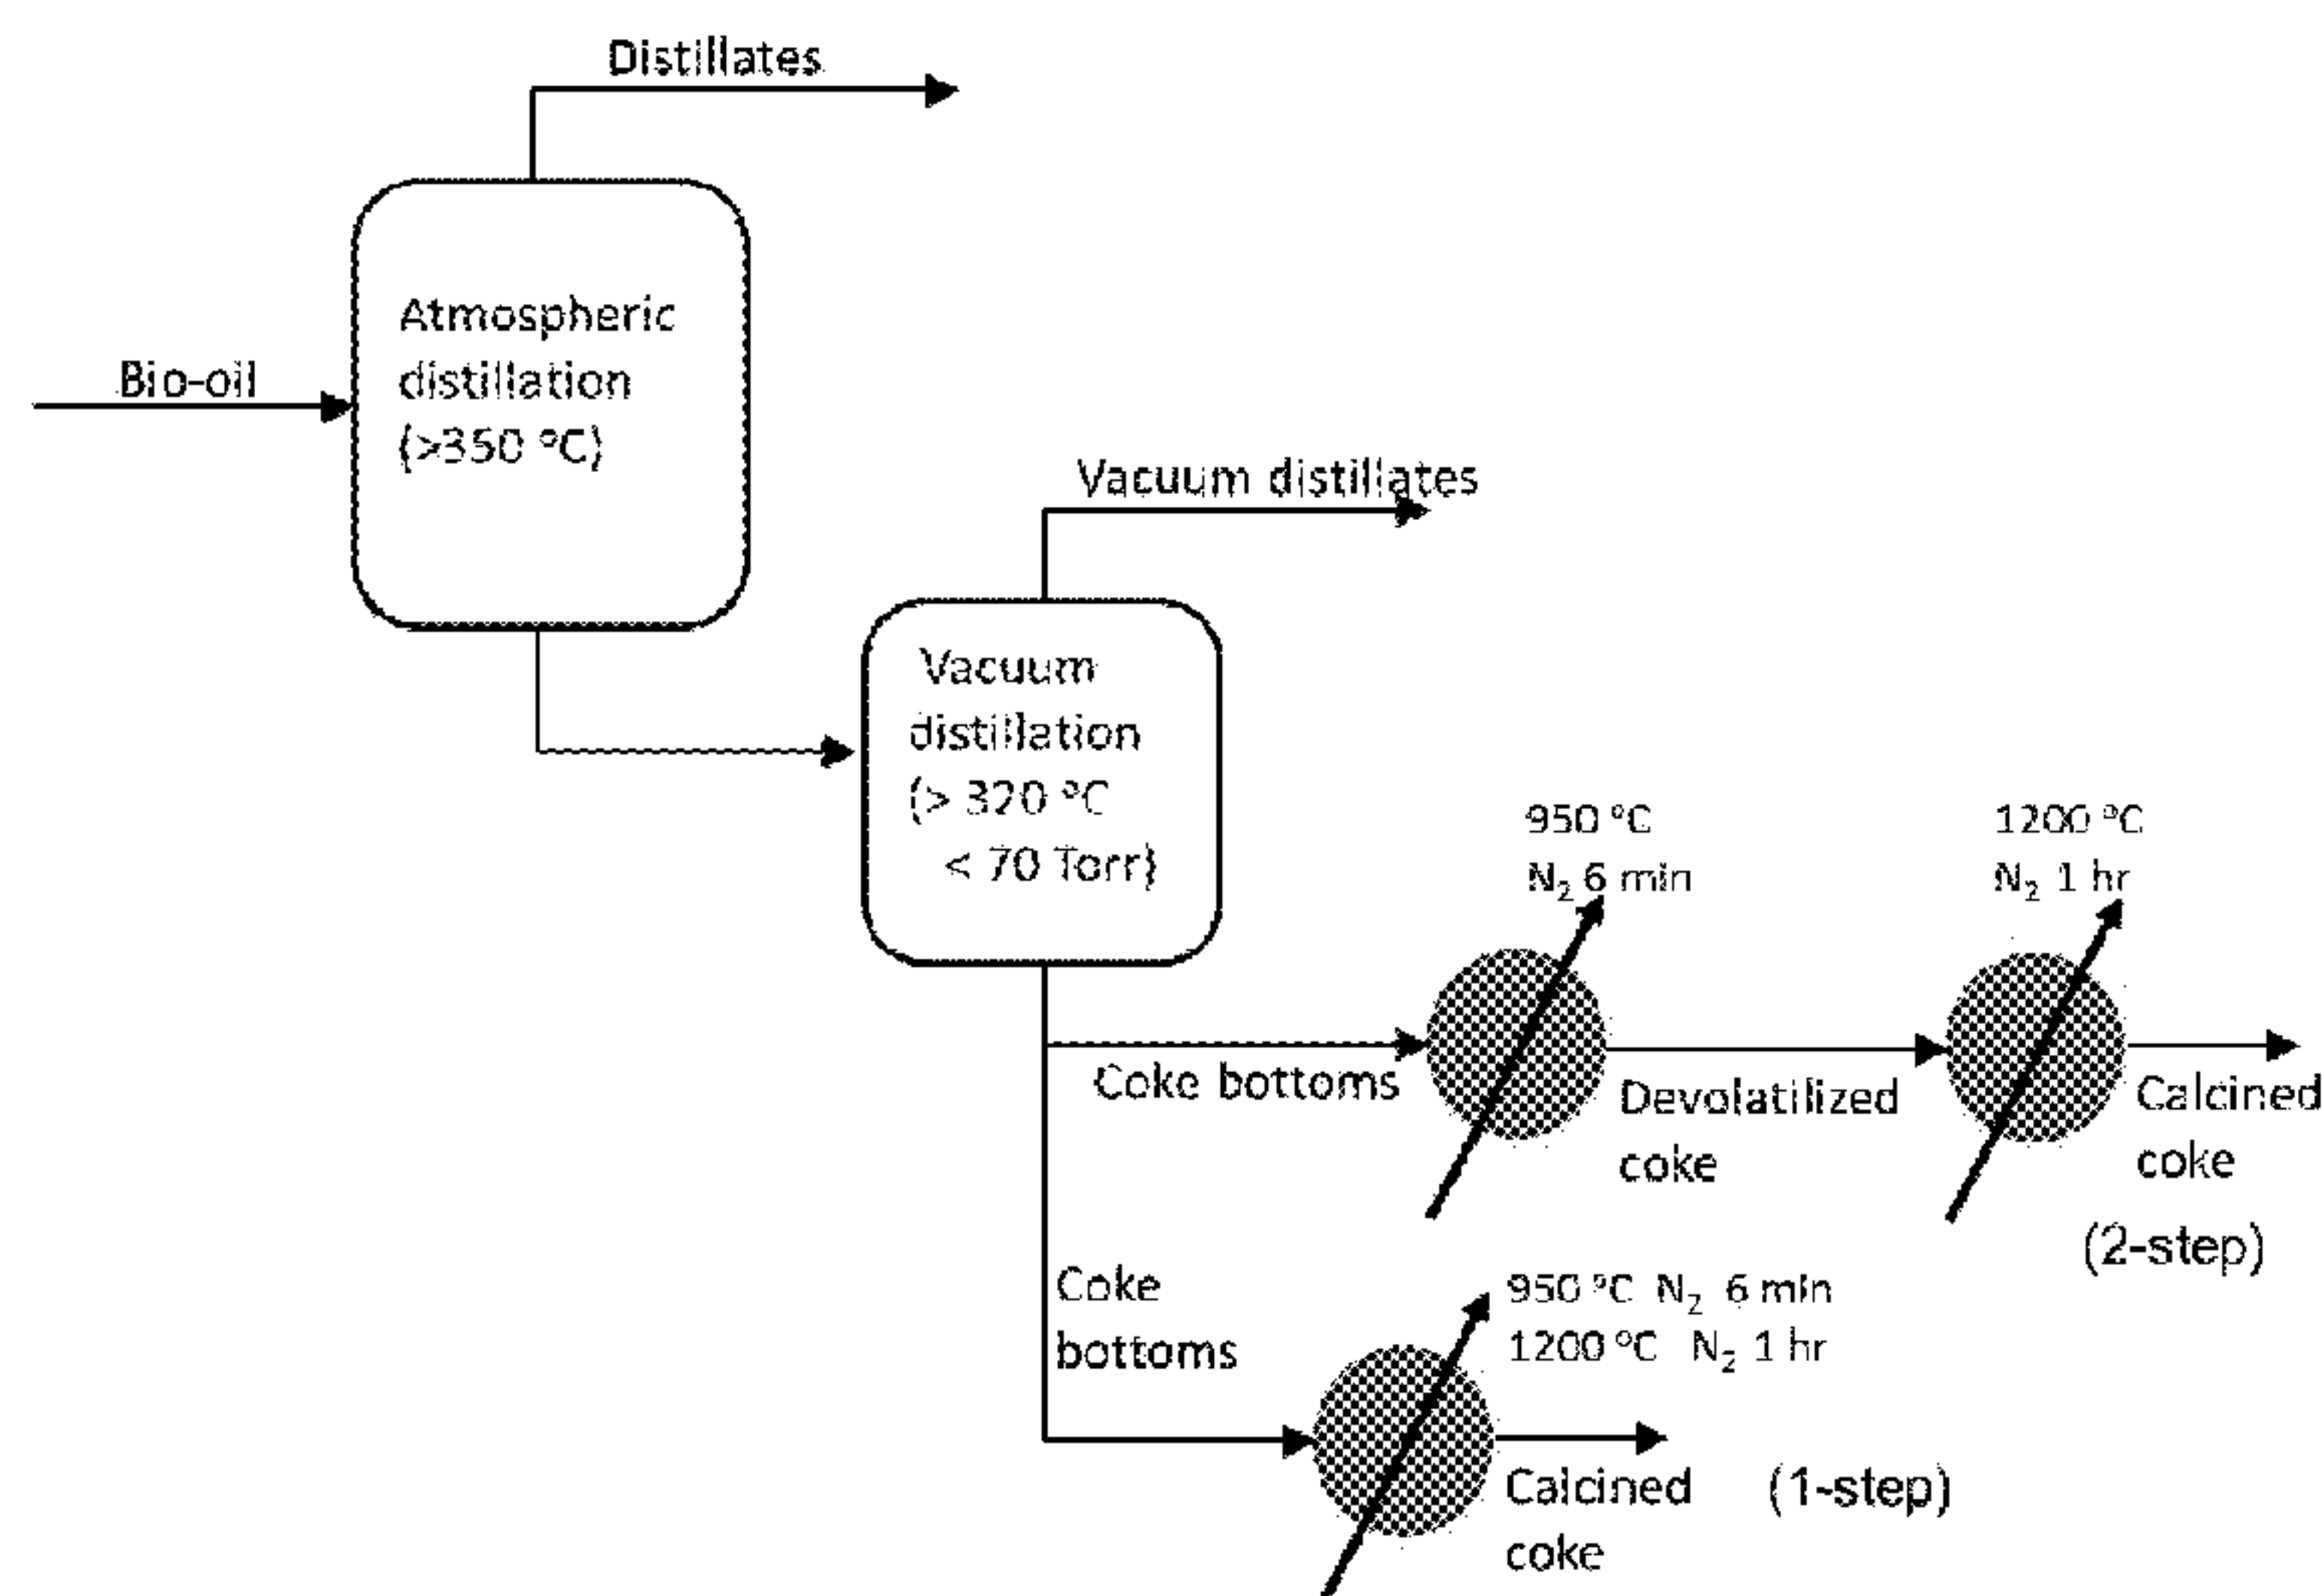 Distillates
Bio-oil
Atmospheric
distillation
(>350 °C)
Vacuum distillates
Vacuum
distillation
(> 320 °C
< 70 Torr)
950 °C
N₂ 6 min
1200 °C
N₂ 1 hr
Coke bottoms
Devolatilized
coke
Calcined
coke
(2-step)
Coke
bottoms
950 °C N₂ 6 min
1200 °C N₂ 1 hr
Calcined
coke
(1-step)